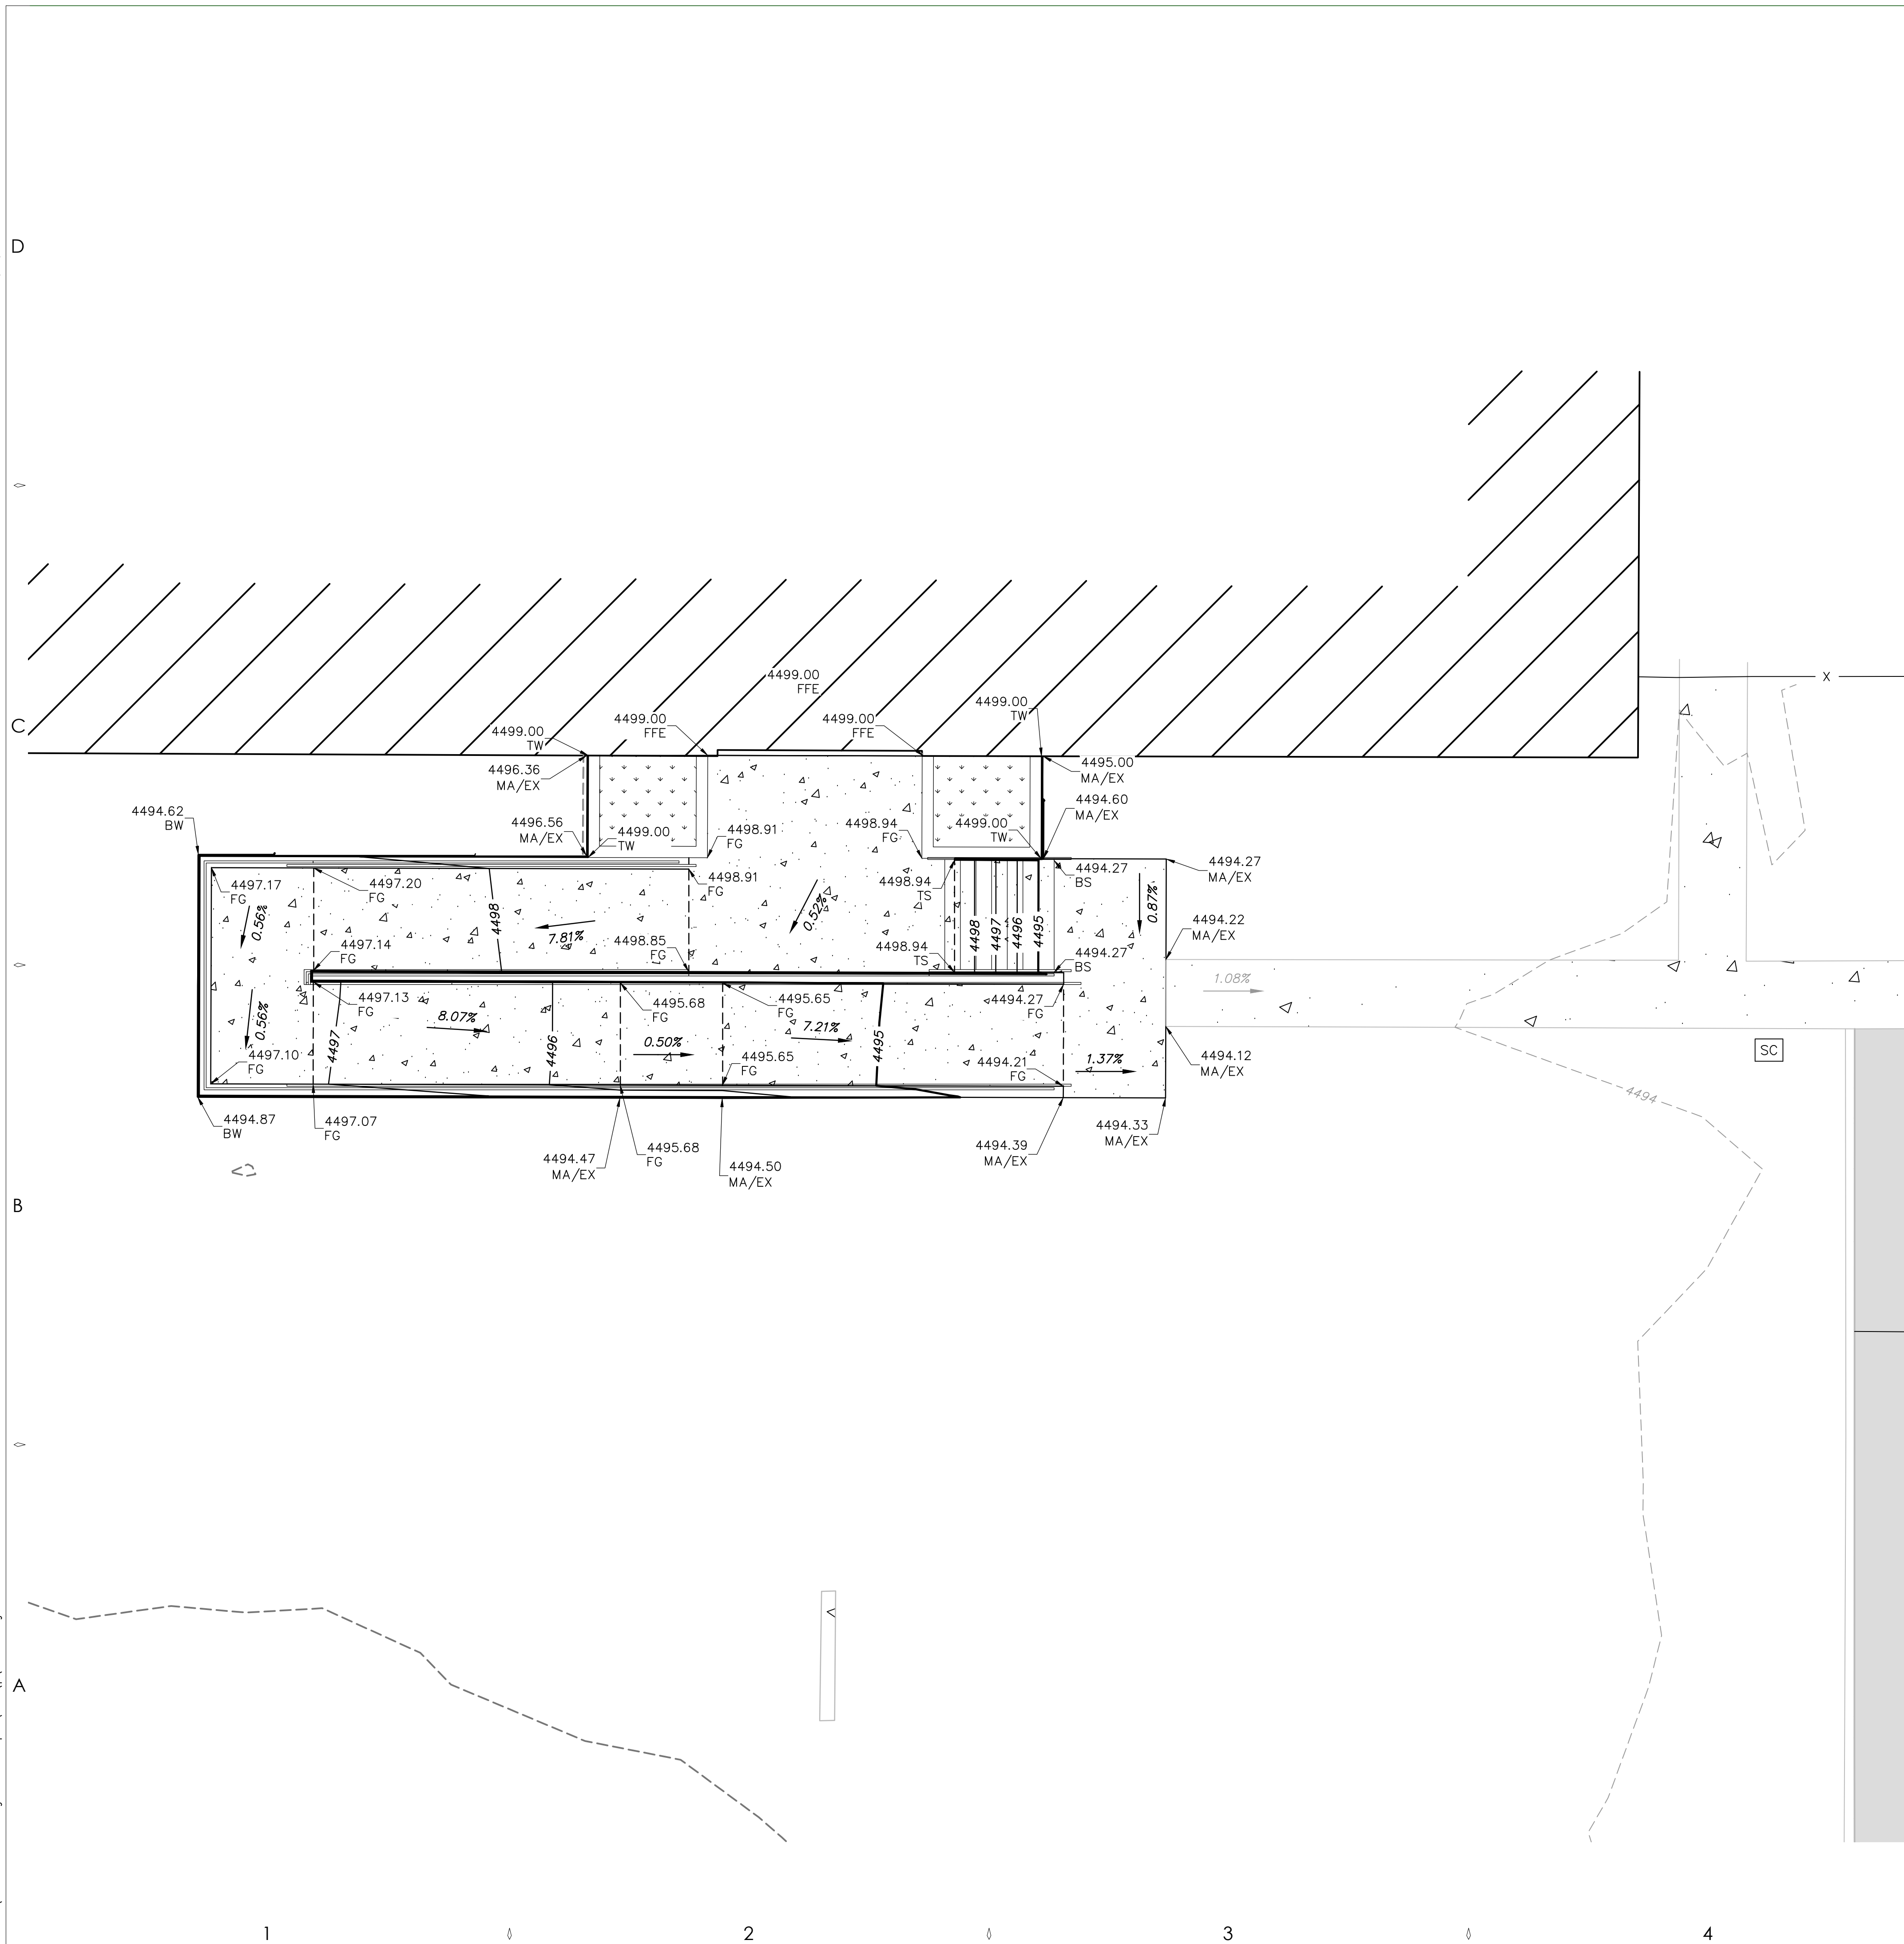 D
C
B
A
4499.00
FFE
4499.00
TW
4499.00
FFE
4499.00
FFE
4499.00
TW
X
4496.36
MA/EX
4495.00
MA/EX
4494.62
BW
4496.56
MA/EX
4499.00
TW
4498.91
FG
4498.94
FG
4499.00
TW
4494.60
MA/EX
4497.17
FG
4497.20
FG
4498.91
FG
4498.94
TS
4494.27
BS
4494.27
MA/EX
0.56%
4498
7.81%
0.52%
0.87%
4498
4497
4496
4495
4494.22
MA/EX
4497.14
FG
4498.85
FG
4498.94
TS
4494.27
BS
1.08%
4497.13
FG
4495.68
FG
4495.65
FG
4494.27
FG
0.56%
4497
8.07%
4496
0.50%
7.21%
4495
4497.10
FG
4495.65
FG
4494.21
FG
1.37%
4494.12
MA/EX
SC
4494
4494.87
BW
4497.07
FG
4494.47
MA/EX
4495.68
FG
4494.50
MA/EX
4494.39
MA/EX
4494.33
MA/EX
1
2
3
4